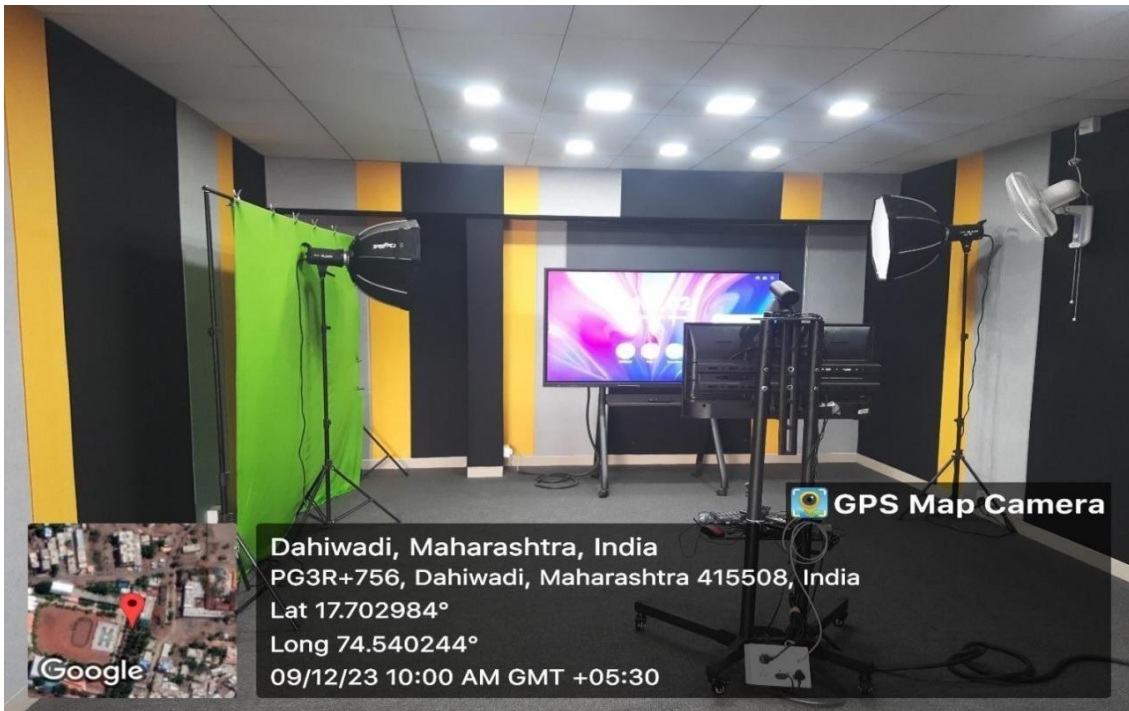 GPS Map Camera
Dahiwadi, Maharashtra, India
PG3R+756, Dahiwadi, Maharashtra 415508, India
Lat 17.702984°
Long 74.540244°
09/12/23 10:00 AM GMT +05:30
Google